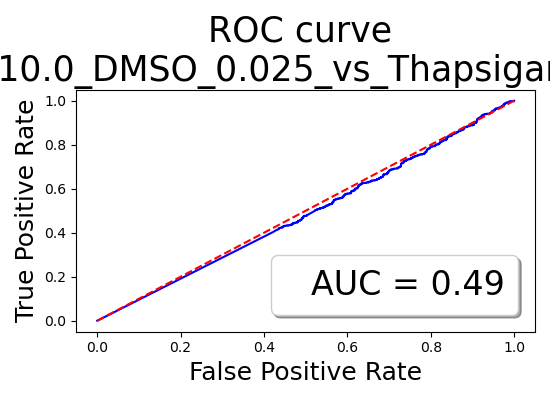 ROC curve
10.0_DMSO_0.025_vs_Thapsigar
True Positive Rate
1.0
0.8
0.6
0.4
0.2
0.0
AUC = 0.49
0.0 0.2 0.4 0.6 0.8 1.0
False Positive Rate